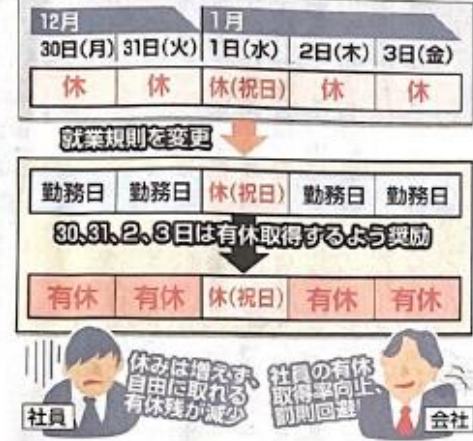 12月 1月
30日(月) 31日(火) 1日(水) 2日(木) 3日(金)
休 休 休(祝日) 休 休
就業規則を変更
勤務日 勤務日 休(祝日) 勤務日 勤務日
30、31、2、3日は有休取得するよう奨励
有休 有休 休(祝日) 有休 有休
休みは増えず、
自由に取れる
有休残が減少
社員
社員の有休
取得率向上、
罰則回避
会社